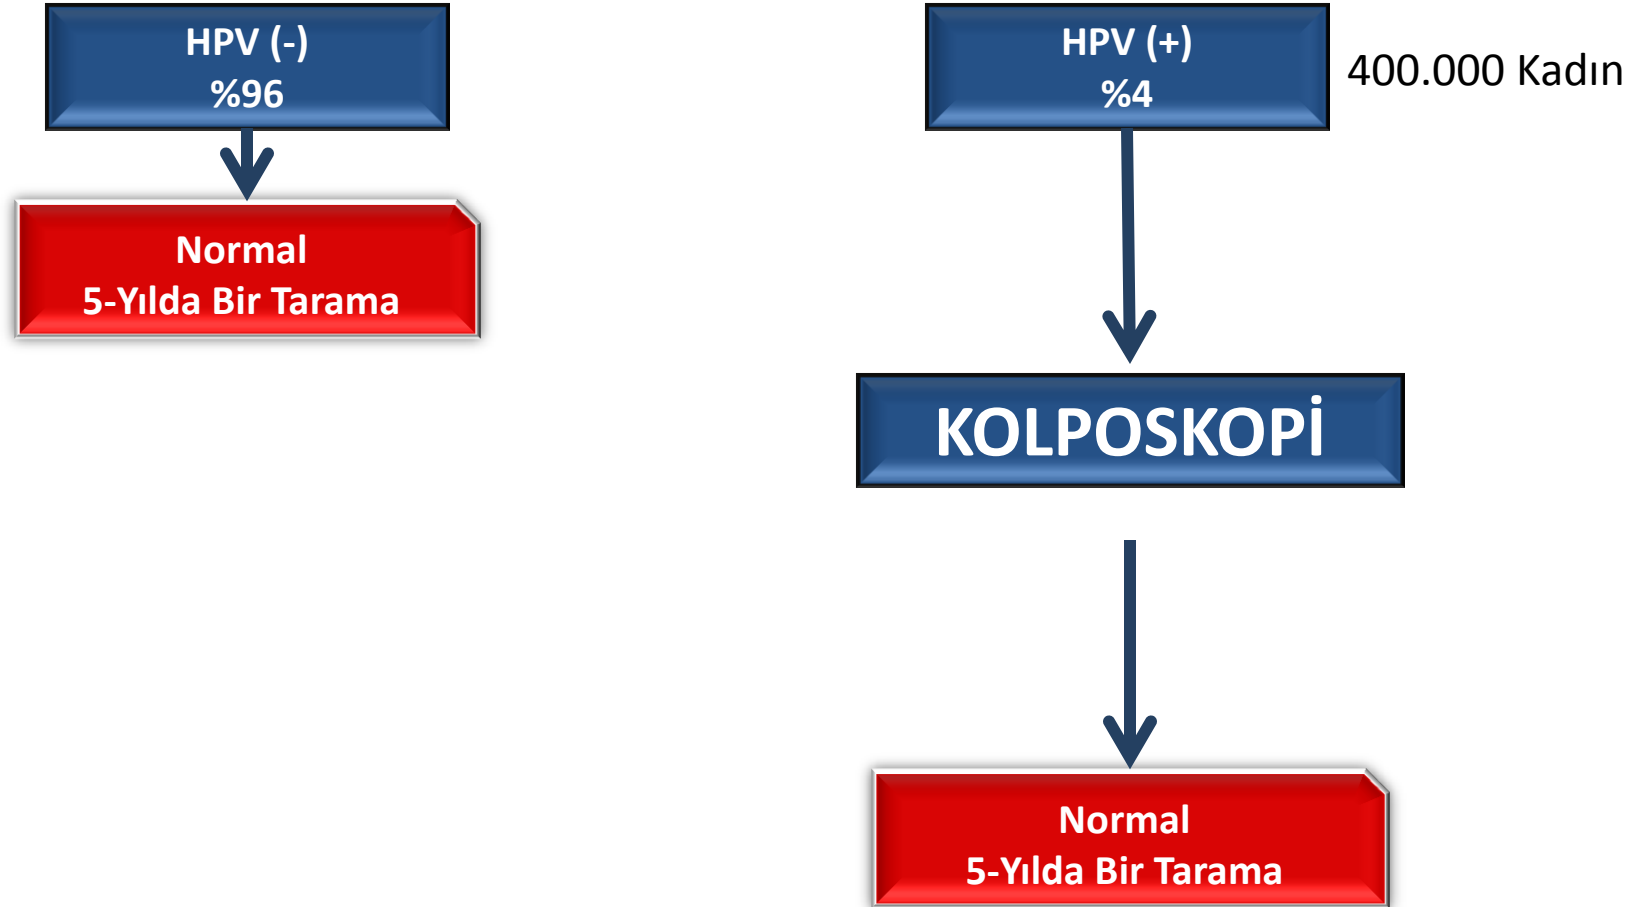 HPV (-)
%96
HPV (+)
%4
400.000 Kadın
Normal
5-Yılda Bir Tarama
KOLPOSKOPİ
Normal
5-Yılda Bir Tarama